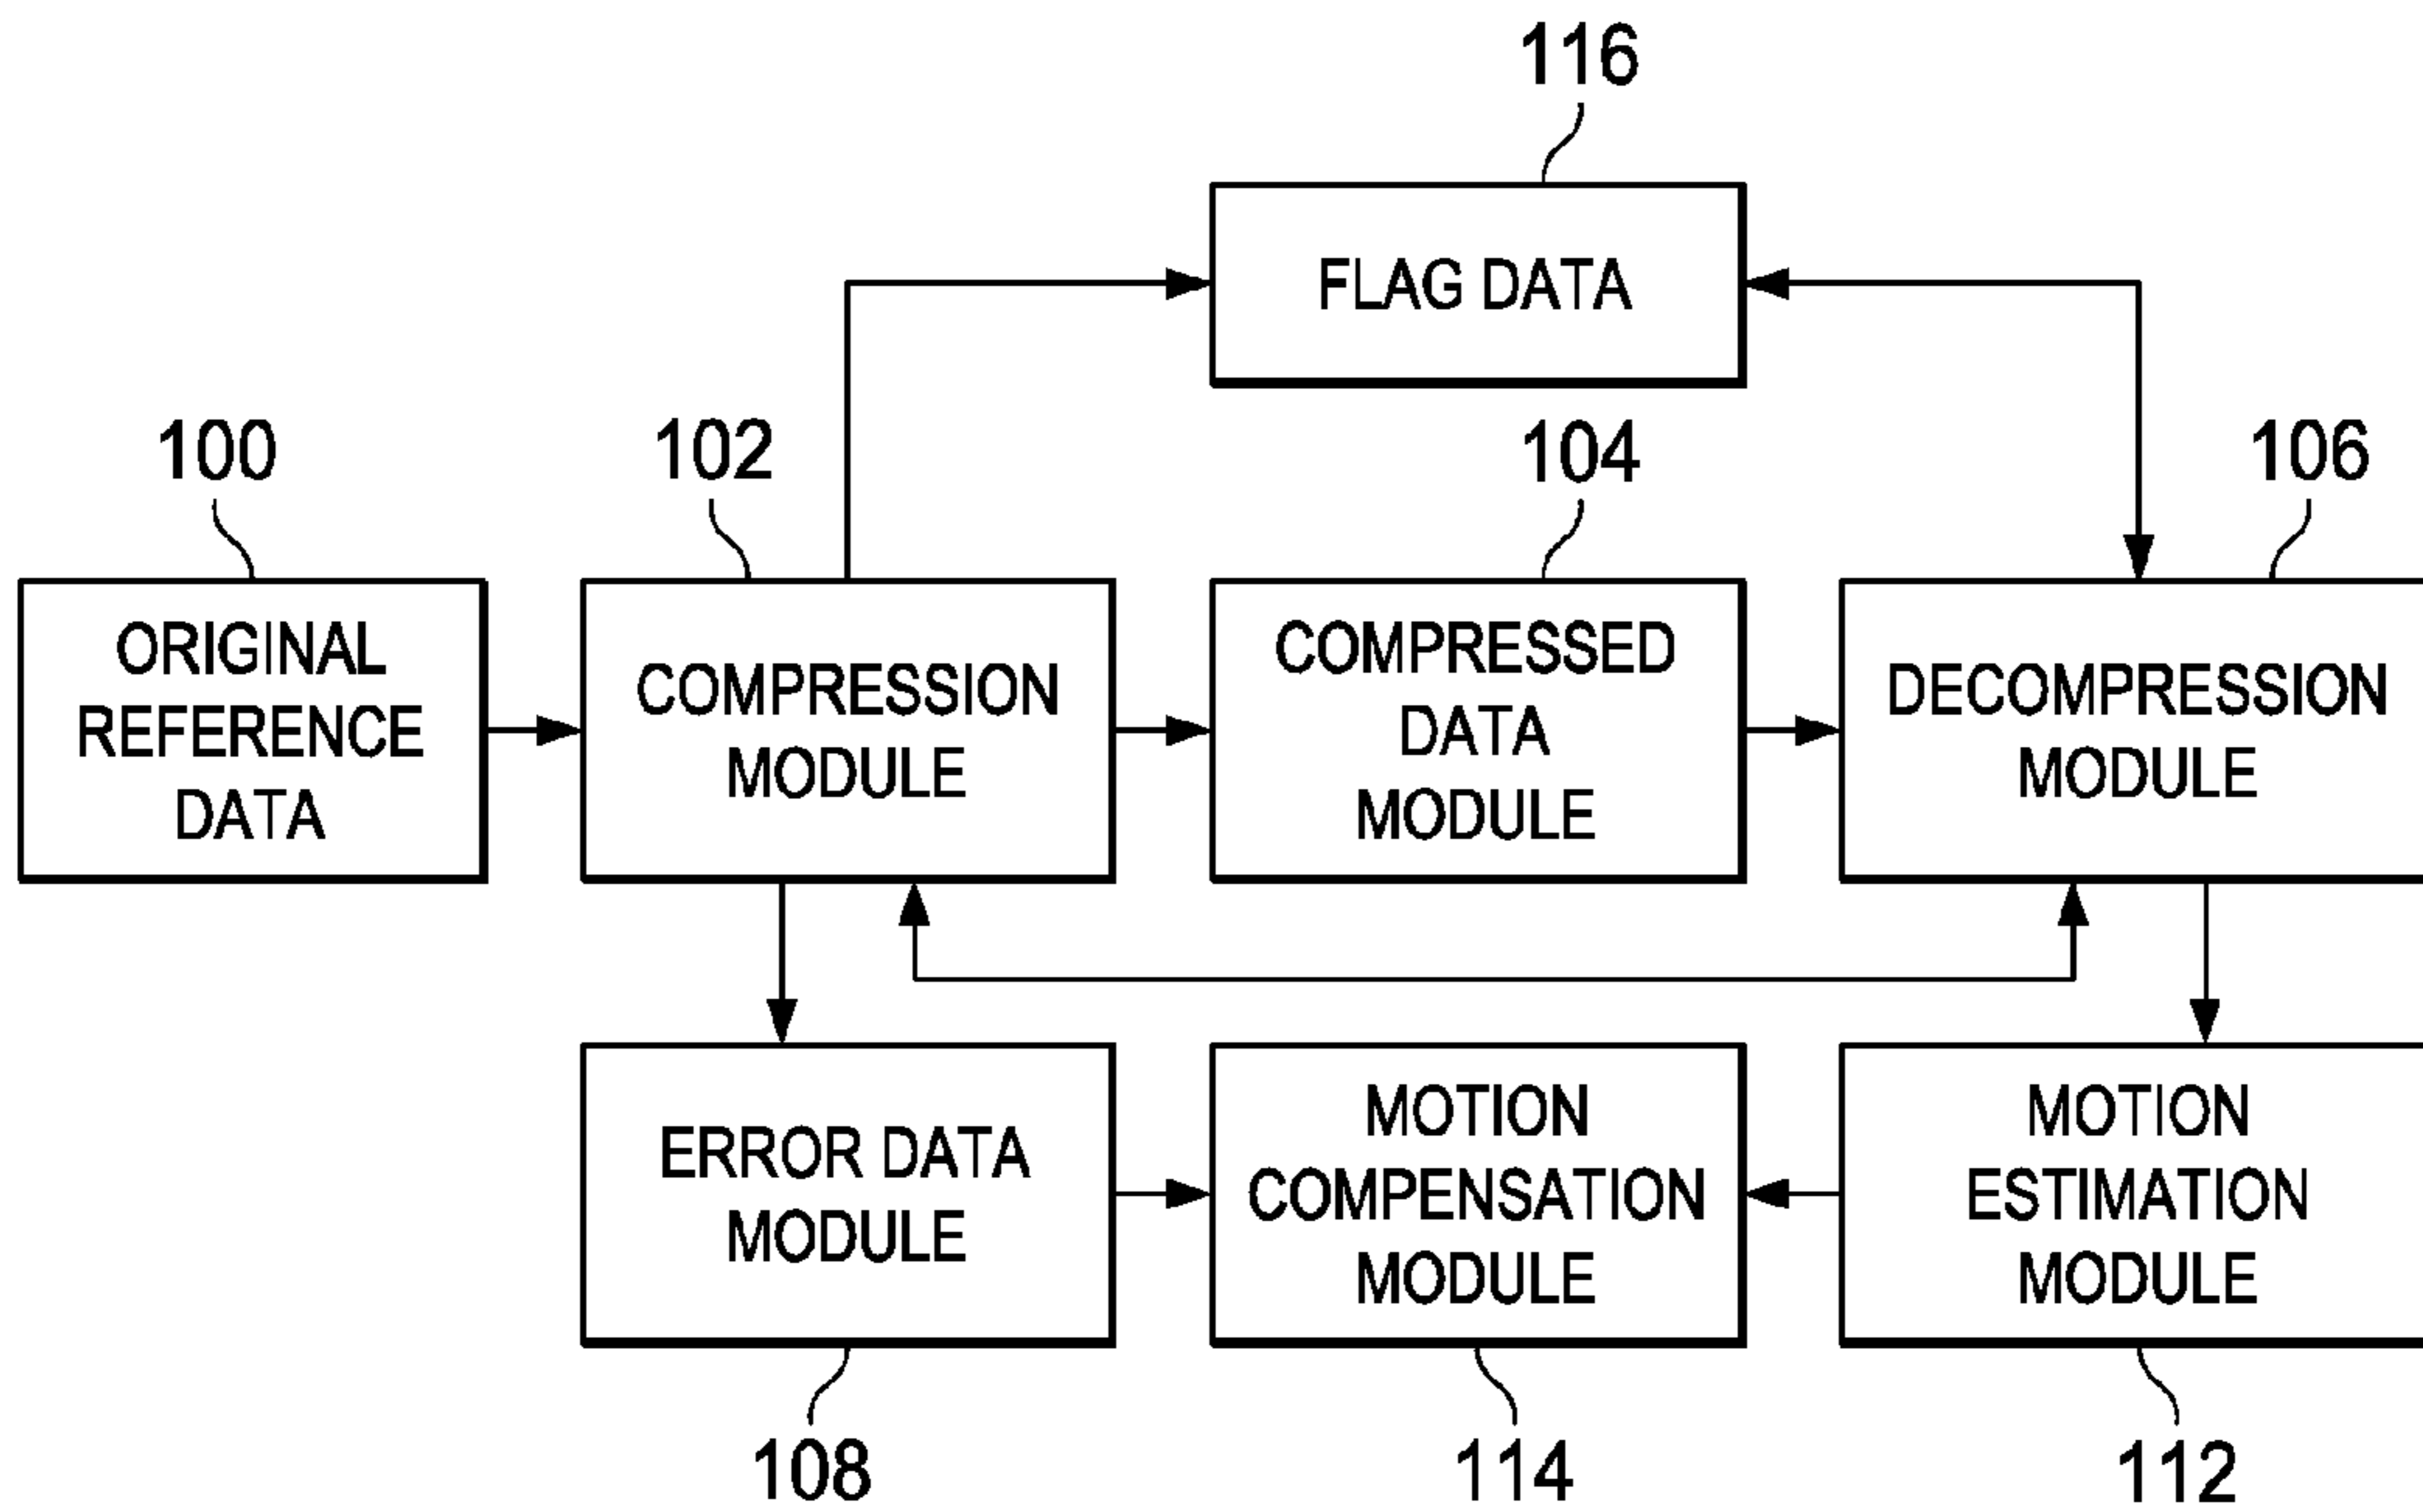 116
FLAG DATA
100
102
104
106
ORIGINAL
REFERENCE
DATA
COMPRESSION
MODULE
COMPRESSED
DATA
MODULE
DECOMPRESSION
MODULE
ERROR DATA
MODULE
MOTION
COMPENSATION
MODULE
MOTION
ESTIMATION
MODULE
108
114
112